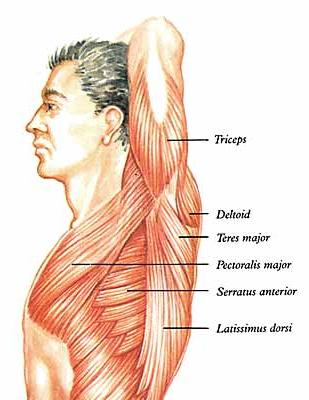 Triceps
Deltoid
Teres major
Pectoralis major
Serratus anterior
Latissimus dorsi